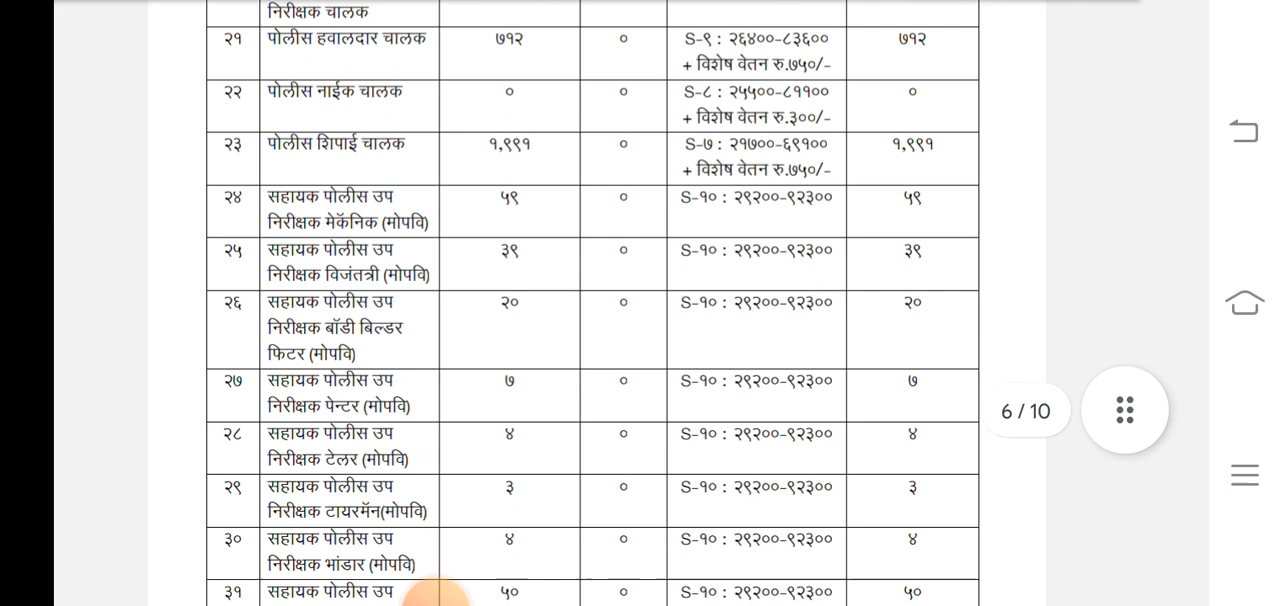 निरीक्षक चालक
२१ पोलीस हवालदार चालक ७१२ ० S-९ : २६४००-८३६०० ७१२
+ विशेष वेतन रु.७५०/-
२२ पोलीस नाईक चालक ० ० S-८ : २५५००-८११०० ०
+ विशेष वेतन रु.३००/-
२३ पोलीस शिपाई चालक १,९९१ ० S-७ : २१७००-६९१०० १,९९१
+ विशेष वेतन रु.७५०/-
२४ सहायक पोलीस उप ५९ ० S-१० : २९२००-९२३०० ५९
निरीक्षक मेकॅनिक (मोपवि)
२५ सहायक पोलीस उप ३९ ० S-१० : २९२००-९२३०० ३९
निरीक्षक विजंतत्री (मोपवि)
२६ सहायक पोलीस उप २० ० S-१० : २९२००-९२३०० २०
निरीक्षक बॉडी बिल्डर
फिटर (मोपवि)
२७ सहायक पोलीस उप ७ ० S-१० : २९२००-९२३०० ७
निरीक्षक पेन्टर (मोपवि)
6 / 10
२८ सहायक पोलीस उप ४ ० S-१० : २९२००-९२३०० ४
निरीक्षक टेलर (मोपवि)
२९ सहायक पोलीस उप ३ ० S-१० : २९२००-९२३०० ३
निरीक्षक टायरमॅन(मोपवि)
३० सहायक पोलीस उप ४ ० S-१० : २९२००-९२३०० ४
निरीक्षक भांडार (मोपवि)
३१ सहायक पोलीस उप ५० ० S-१० : २९२००-९२३०० ५०